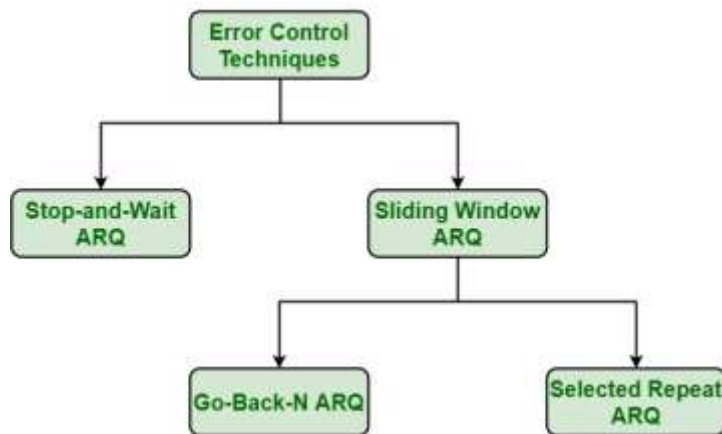 Error Control
Techniques
Stop-and-Wait
ARQ
Sliding Window
ARQ
Go-Back-N ARQ
Selected Repeat
ARQ